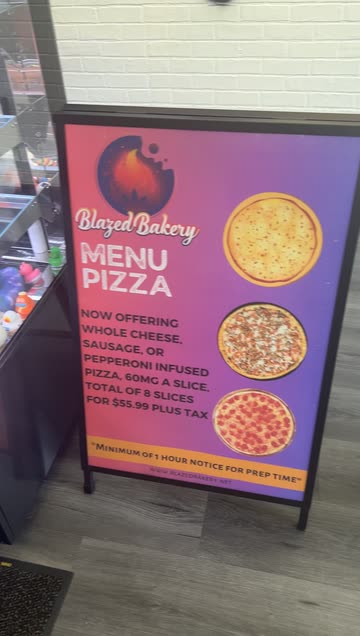 Blazed Bakery
MENU
PIZZA
NOW OFFERING
WHOLE CHEESE,
SAUSAGE, OR
PEPPERONI INFUSED
PIZZA, 60MG A SLICE.
TOTAL OF 8 SLICES
FOR $55.99 PLUS TAX
"MINIMUM OF 1 HOUR NOTICE FOR PREP TIME"
WWW.BLAZEDBAKERY.NET